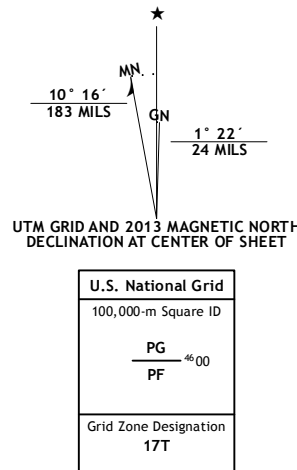 ★
MN
GN
10° 16´
183 MILS
1° 22´
24 MILS
UTM GRID AND 2013 MAGNETIC NORTH
DECLINATION AT CENTER OF SHEET
U.S. National Grid
100,000-m Square ID
PG
4600
PF
Grid Zone Designation
17T